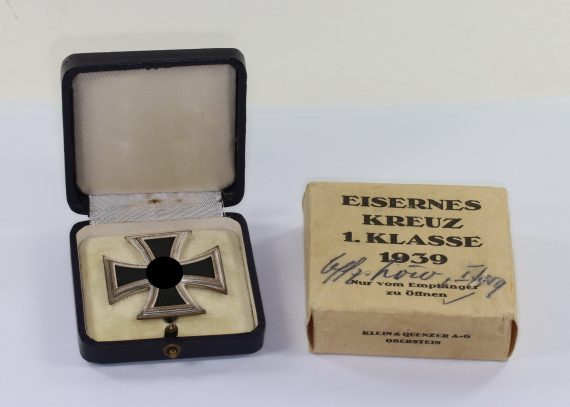 EISERNES
KREUZ
1. KLASSE
1939
Nur vom Empfänger
zu öffnen
KLEIN & QUENZER A-G
OBERSTEIN